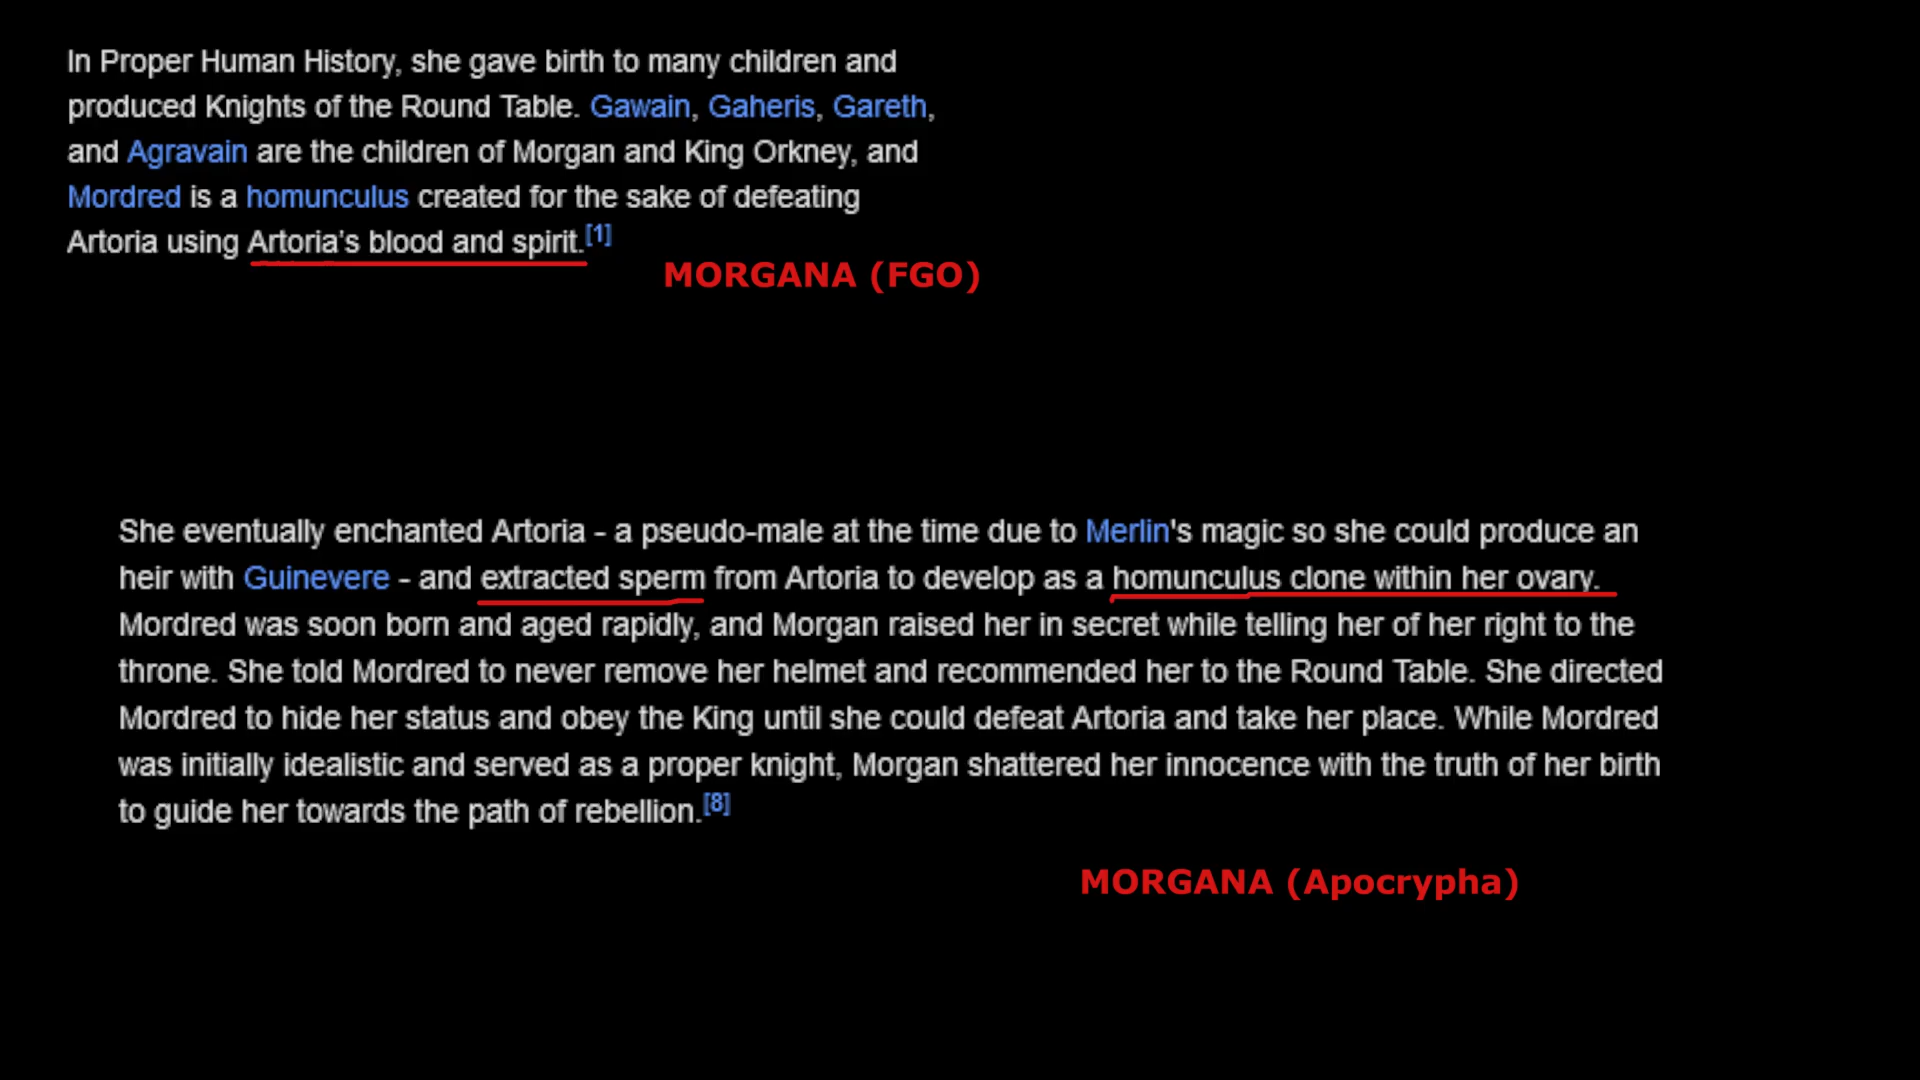 In Proper Human History, she gave birth to many children and
produced Knights of the Round Table. Gawain, Gaheris, Gareth,
and Agravain are the children of Morgan and King Orkney, and
Mordred is a homunculus created for the sake of defeating
Artoria using Artoria's blood and spirit.[1]
MORGANA (FGO)
She eventually enchanted Artoria - a pseudo-male at the time due to Merlin's magic so she could produce an
heir with Guinevere - and extracted sperm from Artoria to develop as a homunculus clone within her ovary.
Mordred was soon born and aged rapidly, and Morgan raised her in secret while telling her of her right to the
throne. She told Mordred to never remove her helmet and recommended her to the Round Table. She directed
Mordred to hide her status and obey the King until she could defeat Artoria and take her place. While Mordred
was initially idealistic and served as a proper knight, Morgan shattered her innocence with the truth of her birth
to guide her towards the path of rebellion.[8]
MORGANA (Apocrypha)